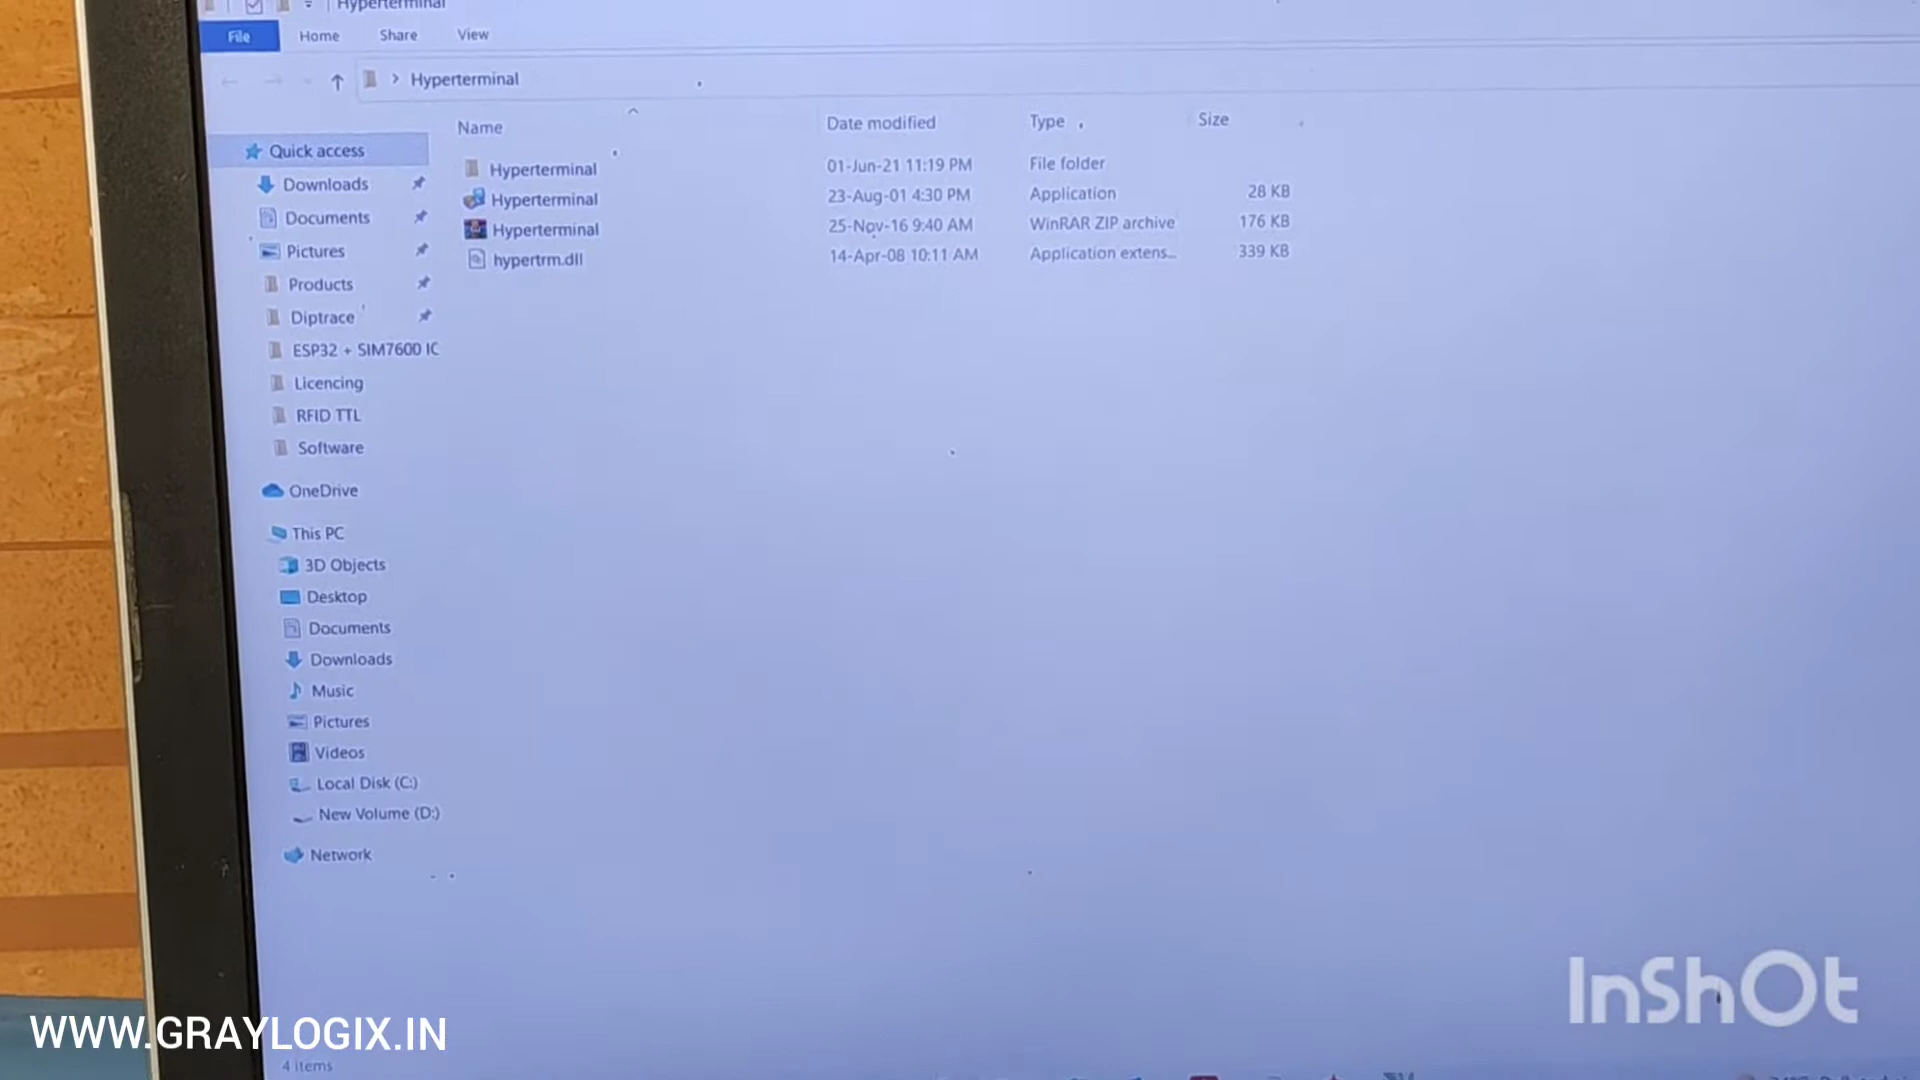 Hyperterminal
File Home Share View
Hyperterminal
Name Date modified Type Size
Hyperterminal 01-Jun-21 11:19 PM File folder
Hyperterminal 23-Aug-01 4:30 PM Application 28 KB
Hyperterminal 25-Nov-16 9:40 AM WinRAR ZIP archive 176 KB
hypertrm.dll 14-Apr-08 10:11 AM Application extens... 339 KB
Quick access
Downloads
Documents
Pictures
Products
Diptrace
ESP32 + SIM7600 IC
Licencing
RFID TTL
Software
OneDrive
This PC
3D Objects
Desktop
Documents
Downloads
Music
Pictures
Videos
Local Disk (C:)
New Volume (D:)
Network
4 items
InShOt
WWW.GRAYLOGIX.IN